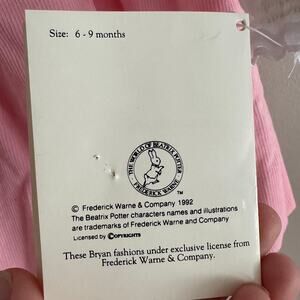 Size: 6 - 9 months
THE WORLD OF BEATRIX POTTER
FREDERICK WARNE
TM
© Frederick Warne & Company 1992
The Beatrix Potter characters names and illustrations
are trademarks of Frederick Warne and Company
Licensed by ©OPYRIGHTS
These Bryan fashions under exclusive license from
Frederick Warne & Company.